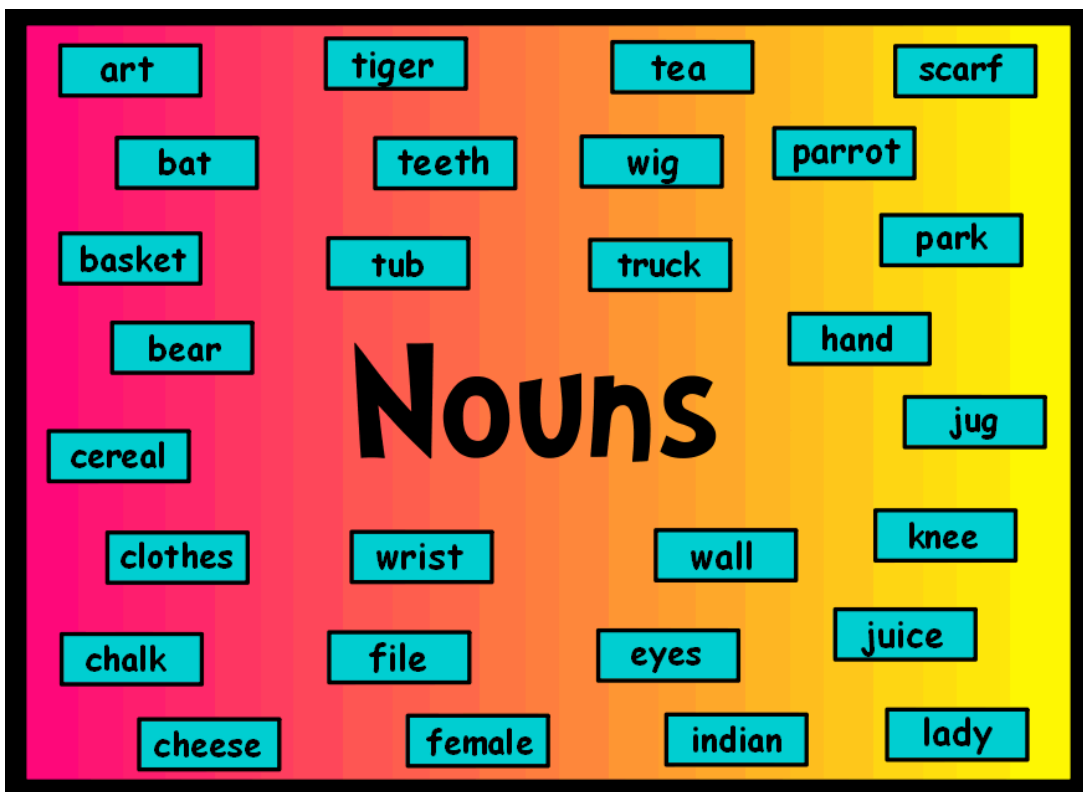 art
tiger
tea
scarf
bat
teeth
wig
parrot
basket
tub
truck
park
bear
hand
Nouns
cereal
jug
clothes
wrist
wall
knee
chalk
file
eyes
juice
cheese
female
indian
lady